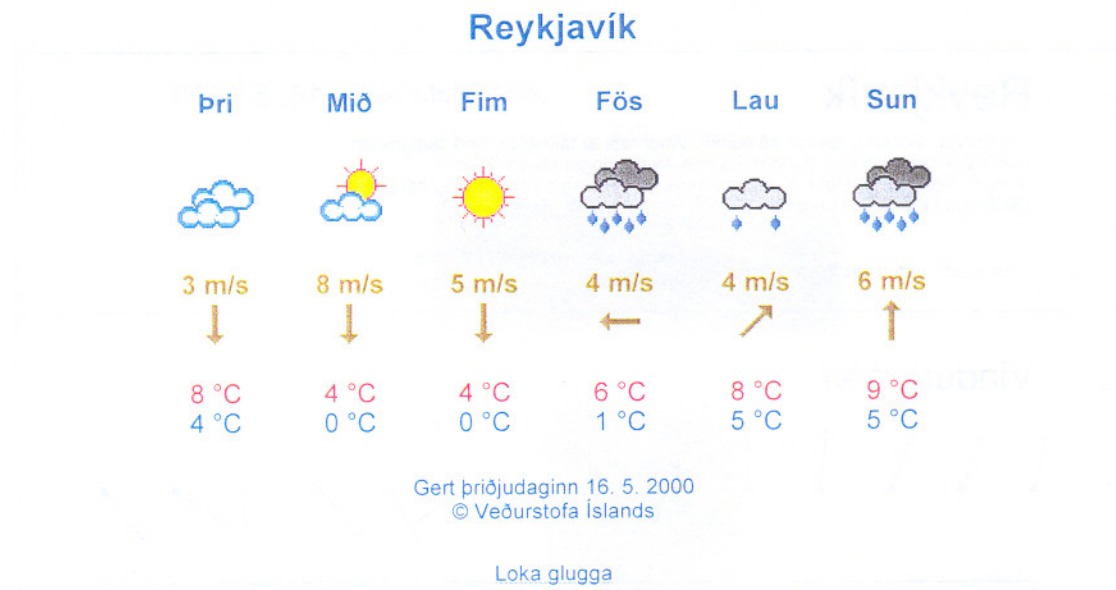 Reykjavík
Þri Mið Fim Fös Lau Sun
3 m/s 8 m/s 5 m/s 4 m/s 4 m/s 6 m/s
8 °C 4 °C 4 °C 6 °C 8 °C 9 °C
4 °C 0 °C 0 °C 1 °C 5 °C 5 °C
Gert þriðjudaginn 16. 5. 2000
© Veðurstofa Íslands
Loka glugga